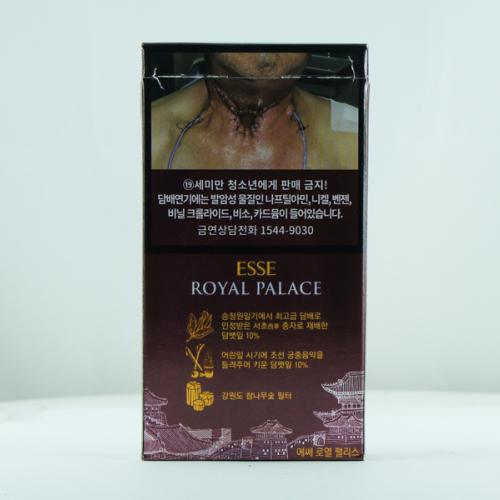 ⑲세미만 청소년에게 판매 금지!
담배연기에는 발암성 물질인 나프틸아민, 니켈, 벤젠,
비닐 크롤라이드, 비소, 카드뮴이 들어있습니다.
금연상담전화 1544-9030
ESSE
ROYAL PALACE
승정원일기에서 최고급 담배로
인정받은 서초西草 종자로 재배한
담뱃잎 10%
어린잎 시기에 조선 궁중음악을
들려주어 키운 담뱃잎 10%
강원도 참나무숯 필터
에쎄 로열 팰리스